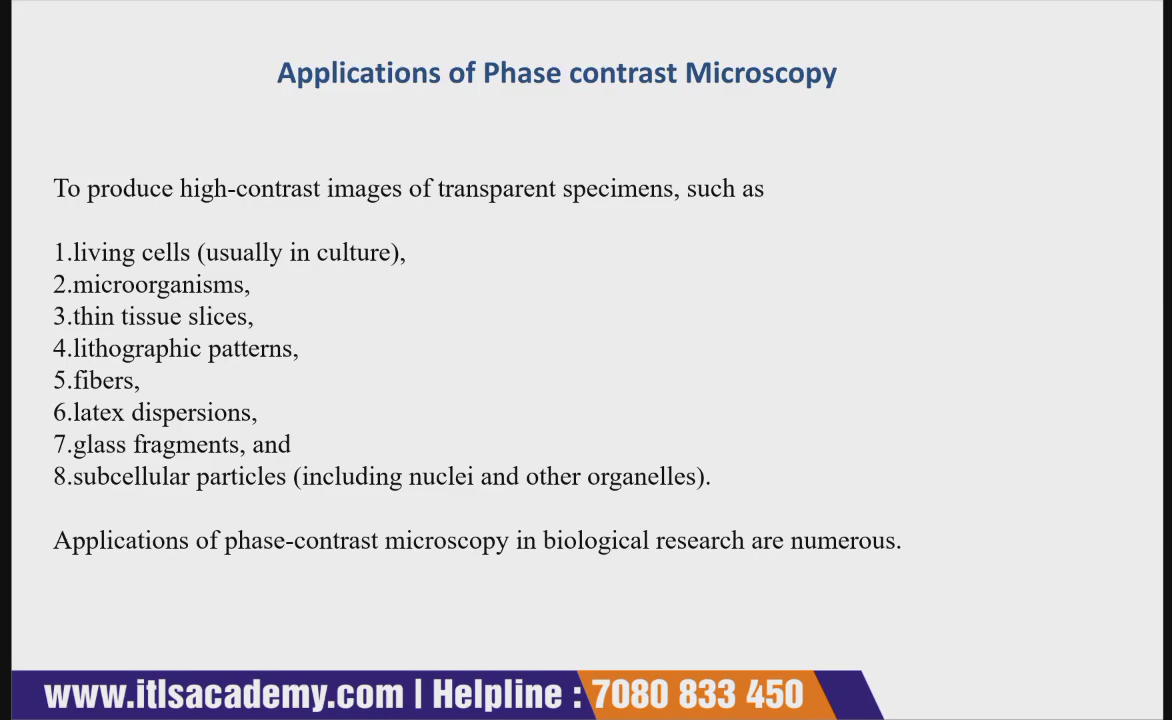 Applications of Phase contrast Microscopy
To produce high-contrast images of transparent specimens, such as
1.living cells (usually in culture),
2.microorganisms,
3.thin tissue slices,
4.lithographic patterns,
5.fibers,
6.latex dispersions,
7.glass fragments, and
8.subcellular particles (including nuclei and other organelles).
Applications of phase-contrast microscopy in biological research are numerous.
www.itlsacademy.com | Helpline : 7080 833 450